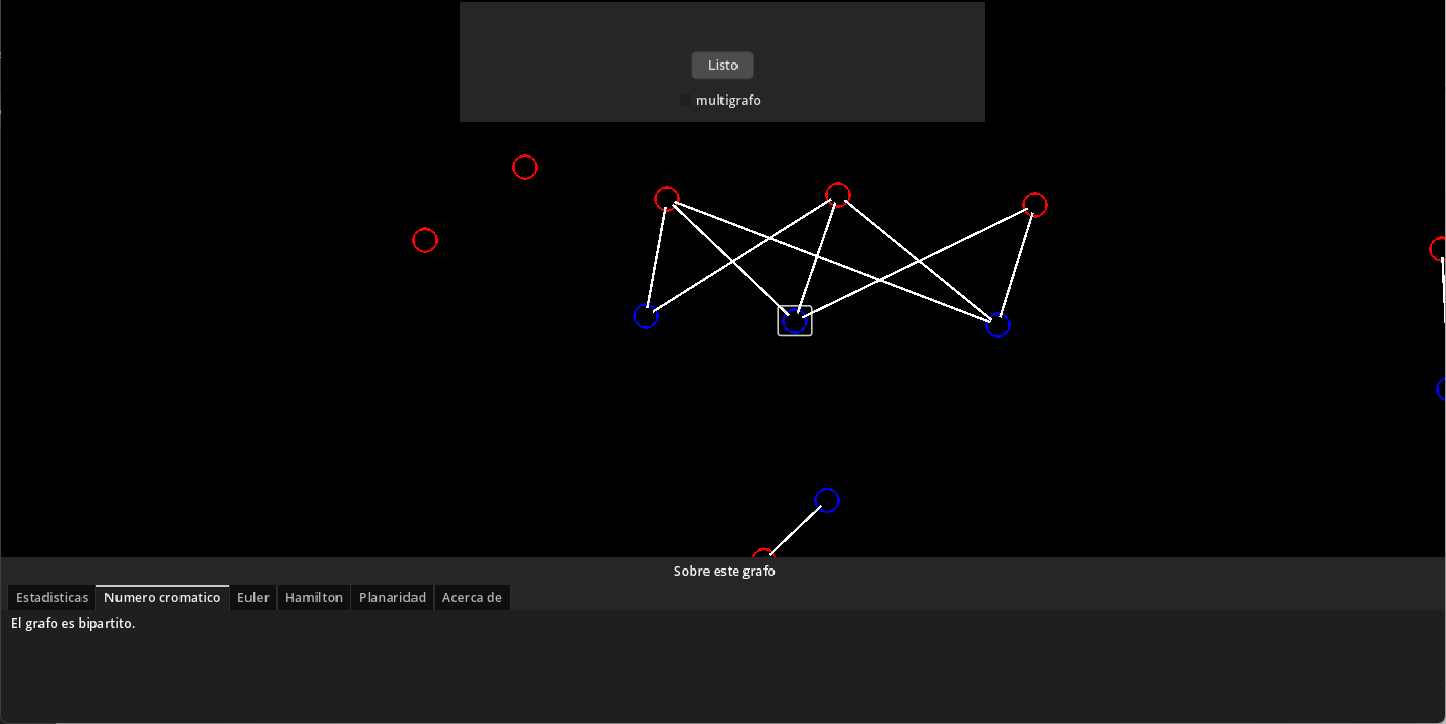 Listo
multigrafo
Sobre este grafo
Estadisticas Numero cromatico Euler Hamilton Planaridad Acerca de
El grafo es bipartito.